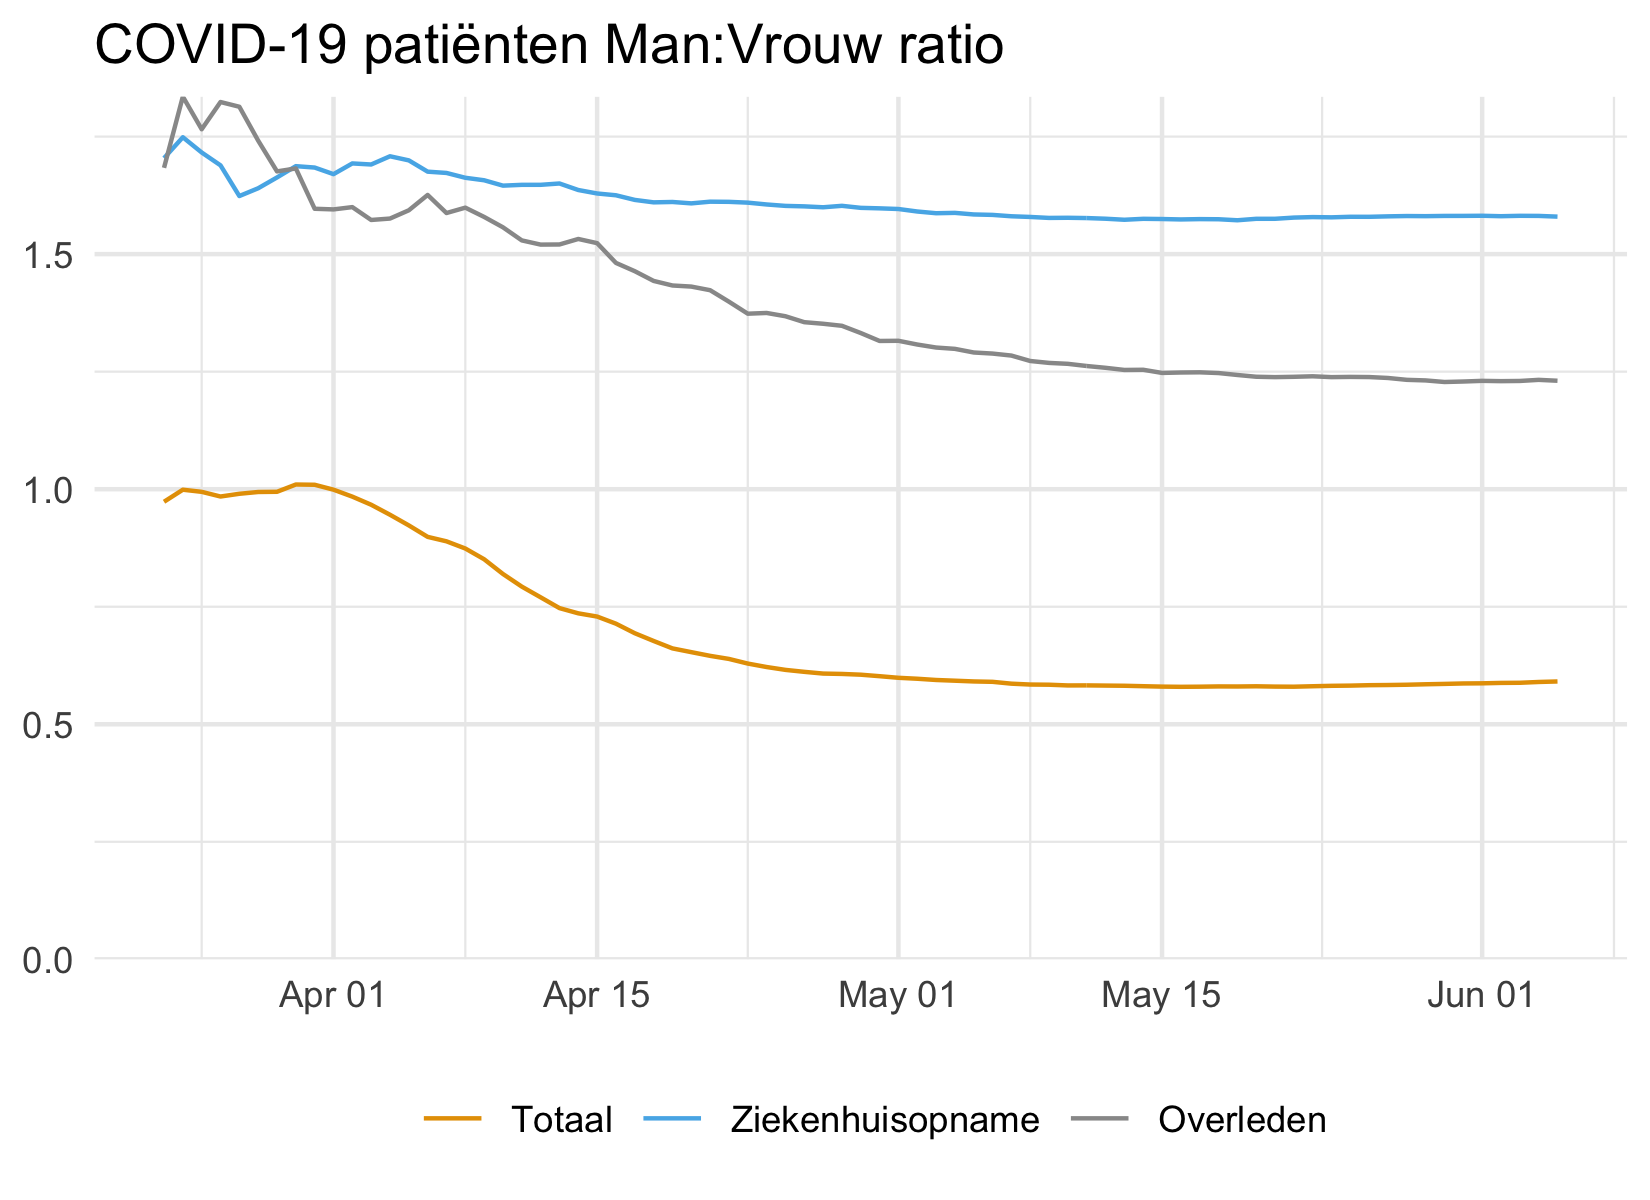 COVID-19 patiënten Man:Vrouw ratio
1.5
1.0
0.5
0.0
Apr 01 Apr 15 May 01 May 15 Jun 01
Totaal Ziekenhuisopname Overleden